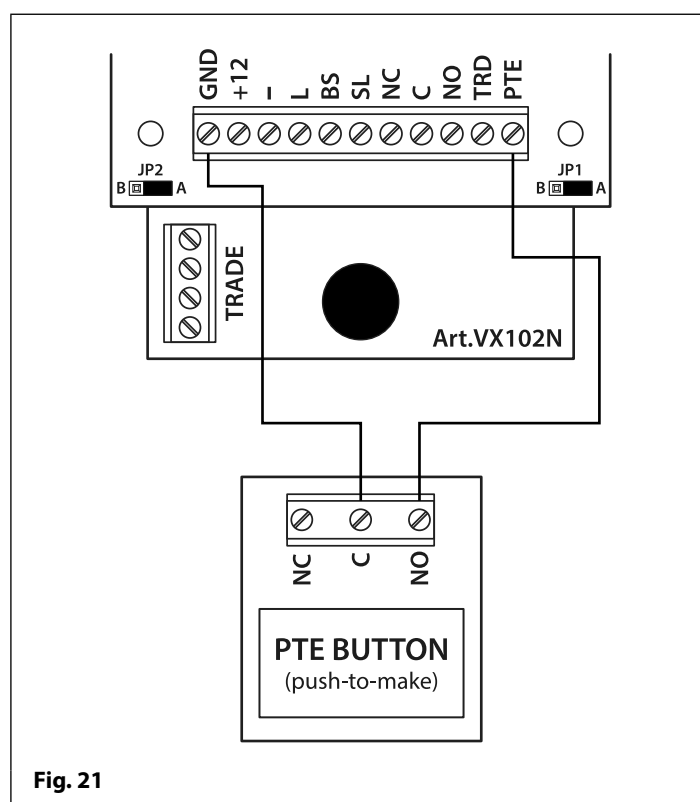 GND +12 – L BS SL NC C NO TRD PTE
JP2
B A
JP1
B A
TRADE
Art.VX102N
NC C NO
PTE BUTTON
(push-to-make)
Fig. 21